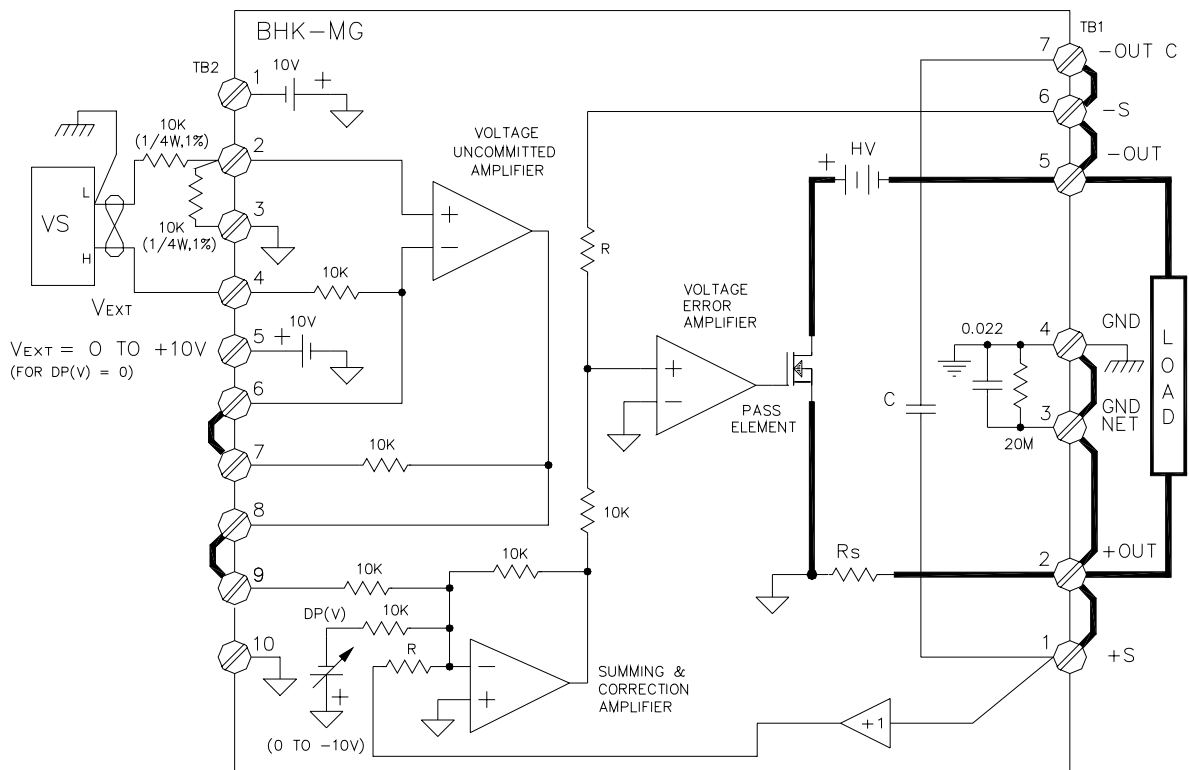 BHK-MG
TB2
TB1
1
10V
+
7
-OUT C
6
-S
5
-OUT
10K
(1/4W,1%)
2
VOLTAGE
UNCOMMITTED
AMPLIFIER
+
HV
VS
L
H
10K
(1/4W,1%)
3
+
−
R
4
10K
VEXT
VOLTAGE
ERROR
AMPLIFIER
VEXT = 0 TO +10V
(FOR DP(V) = 0)
5
+
10V
0.022
4
GND
+
−
LOAD
6
PASS
ELEMENT
C
3
GND
NET
20M
7
10K
8
10K
9
10K
10K
Rs
2
+OUT
DP(V)
10K
R
10
+
−
+
SUMMING &
CORRECTION
AMPLIFIER
1
+S
+1
(0 TO -10V)